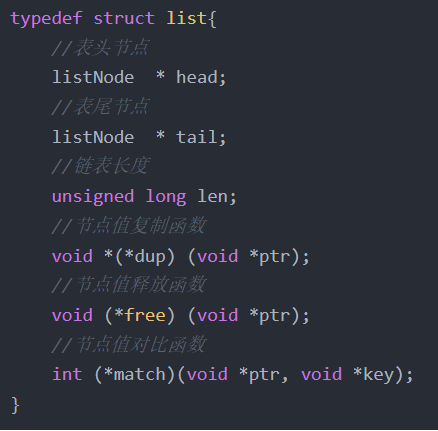 typedef struct list{
//表头节点
listNode * head;
//表尾节点
listNode * tail;
//链表长度
unsigned long len;
//节点值复制函数
void *(*dup) (void *ptr);
//节点值释放函数
void (*free) (void *ptr);
//节点值对比函数
int (*match)(void *ptr, void *key);
}